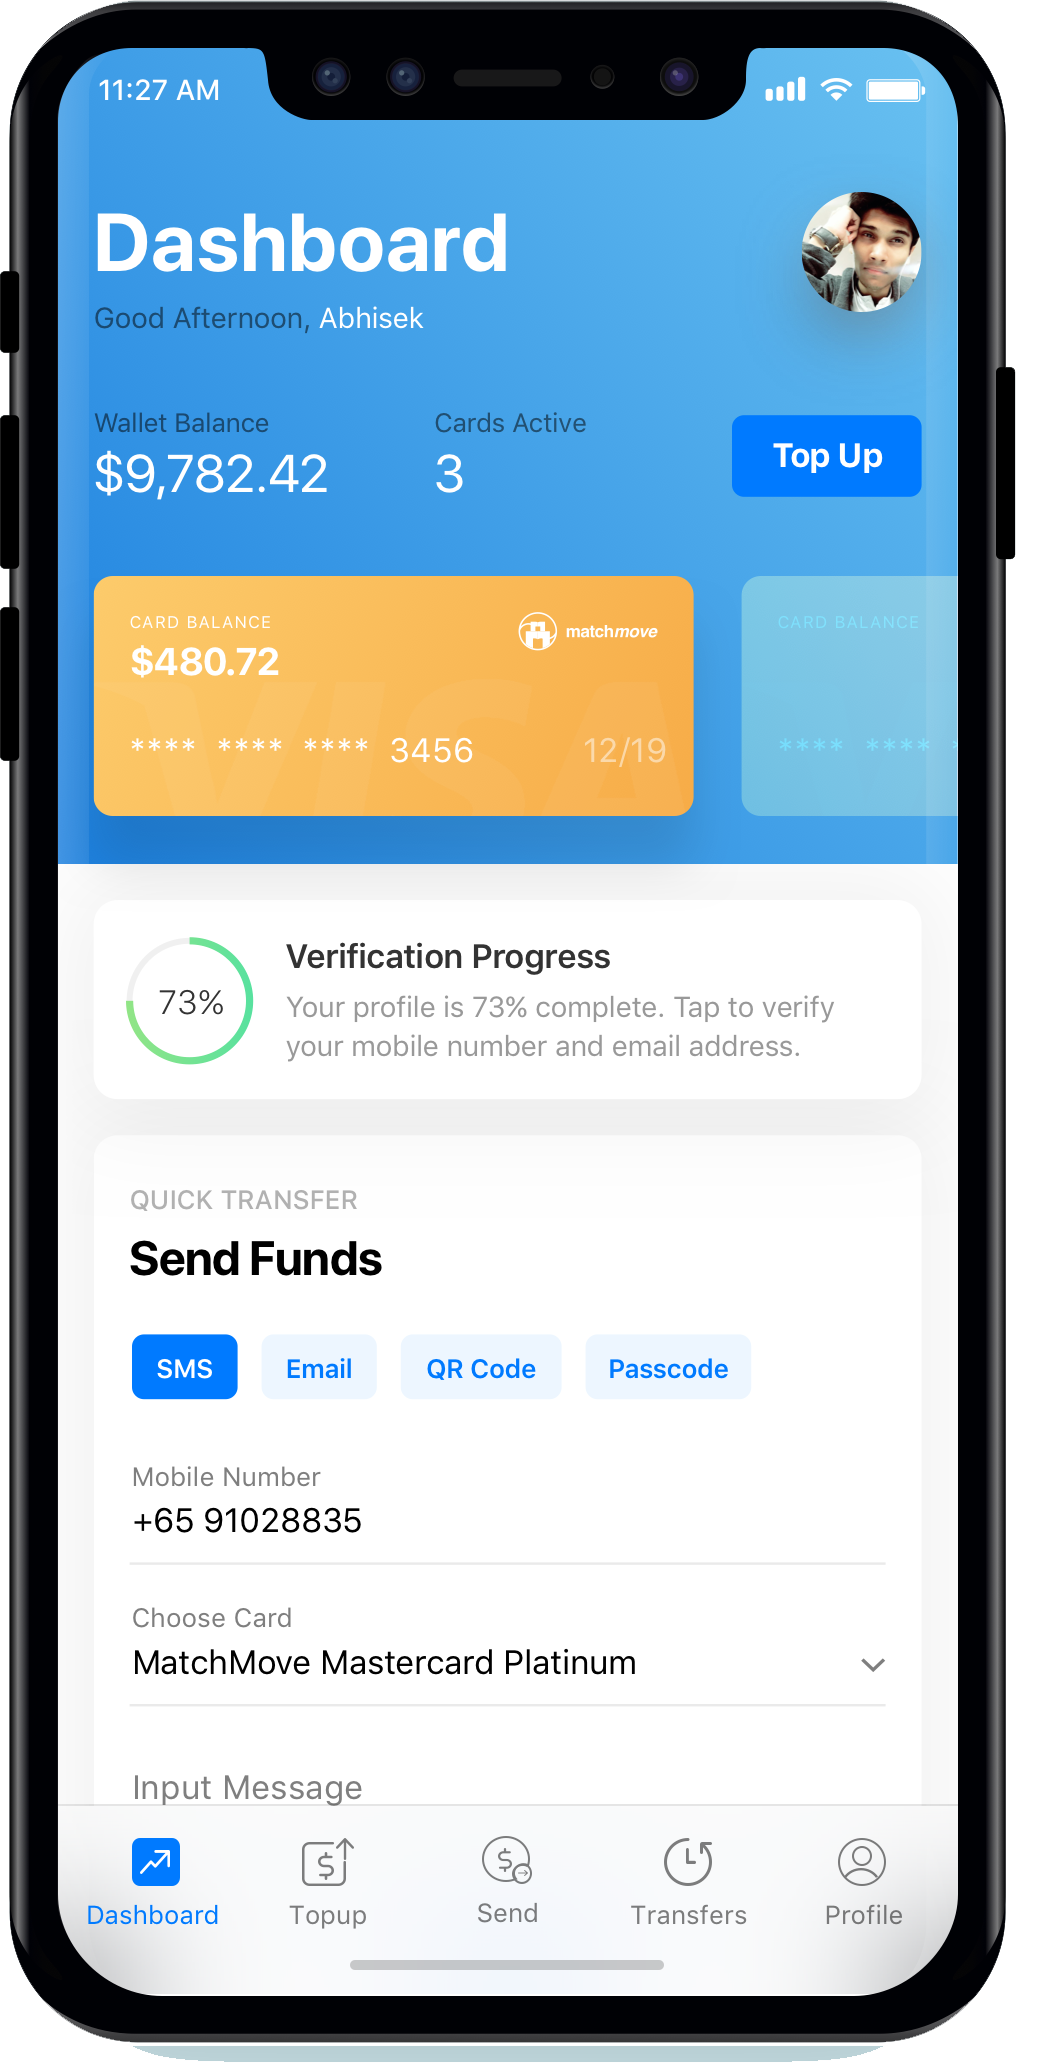 11:27 AM
Dashboard
Good Afternoon, Abhisek
Wallet Balance
$9,782.42
Cards Active
3
Top Up
CARD BALANCE
$480.72
matchmove
**** **** **** 3456
12/19
VISA
CARD BALANCE
**** **** *
73%
Verification Progress
Your profile is 73% complete. Tap to verify
your mobile number and email address.
QUICK TRANSFER
Send Funds
SMS
Email
QR Code
Passcode
Mobile Number
+65 91028835
Choose Card
MatchMove Mastercard Platinum
Input Message
Dashboard
Topup
Send
Transfers
Profile